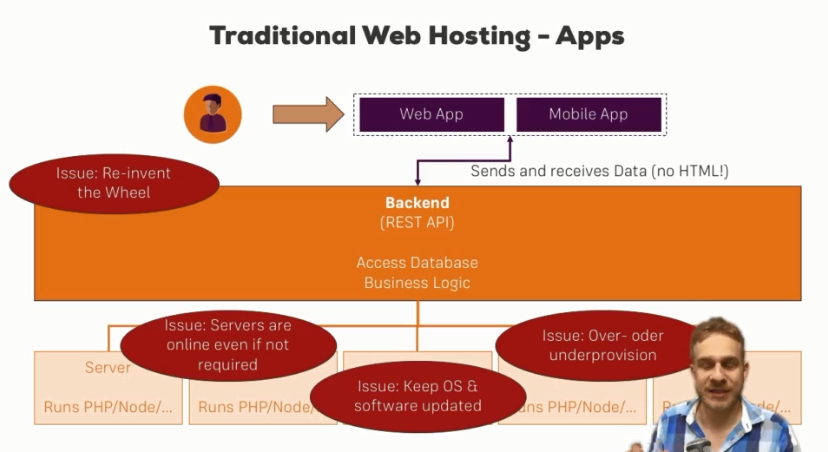 Traditional Web Hosting - Apps
Web App
Mobile App
Sends and receives Data (no HTML!)
Issue: Re-invent
the Wheel
Backend
(REST API)
Access Database
Business Logic
Issue: Servers are
online even if not
required
Issue: Over- oder
underprovision
Issue: Keep OS &
software updated
Server
Runs PHP/Node/...
Runs PHP/Node/...
PHP/Node/...